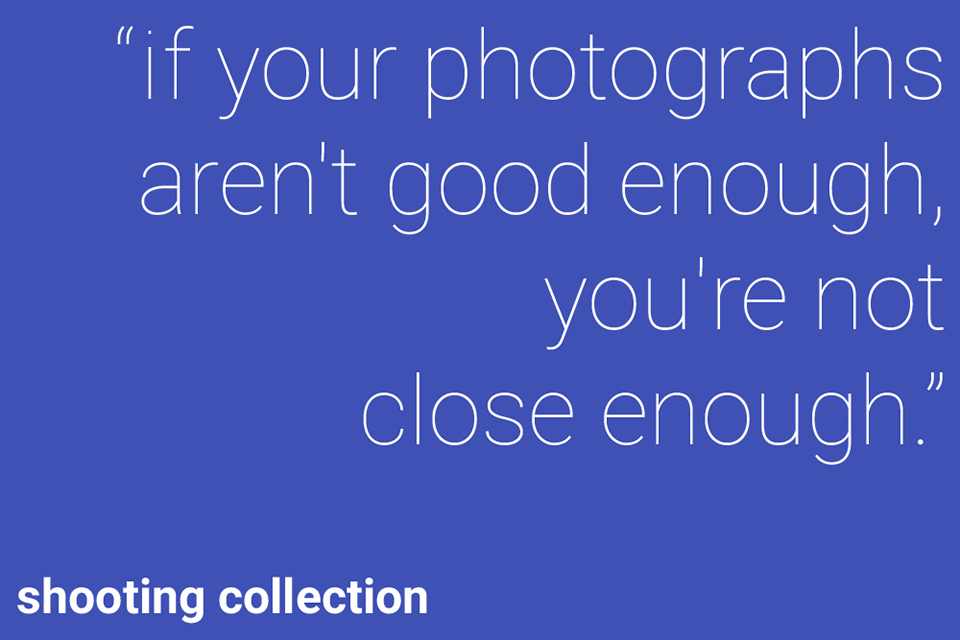 “if your photographs
aren't good enough,
you're not
close enough.”
shooting collection